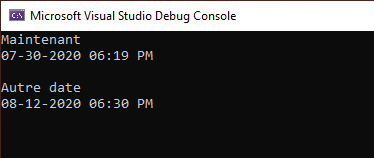 Microsoft Visual Studio Debug Console
Maintenant
07-30-2020 06:19 PM
Autre date
08-12-2020 06:30 PM